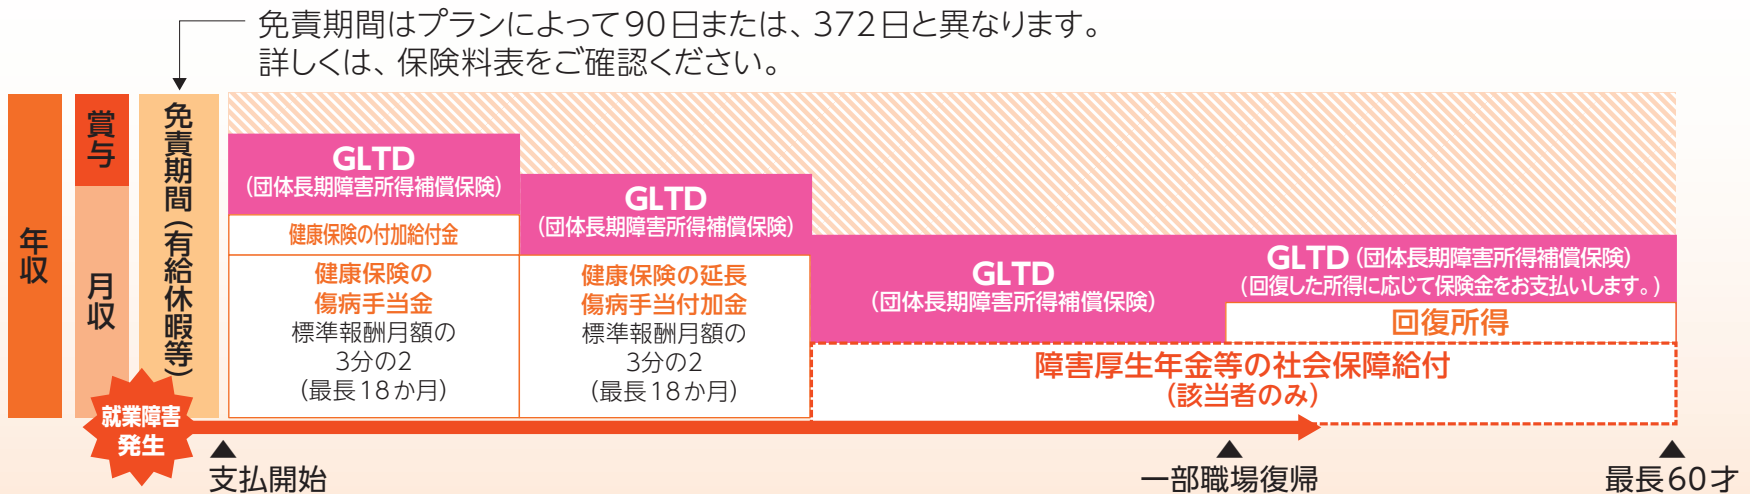 免責期間はプランによって90日または、372日と異なります。
詳しくは、保険料表をご確認ください。
年収
賞与
月収
免責期間(有給休暇等)
GLTD
(団体長期障害所得補償保険)
健康保険の付加給付金
健康保険の
傷病手当金
標準報酬月額の
3分の2
(最長18か月)
GLTD
(団体長期障害所得補償保険)
健康保険の延長
傷病手当付加金
標準報酬月額の
3分の2
(最長18か月)
GLTD
(団体長期障害所得補償保険)
GLTD(団体長期障害所得補償保険)
(回復した所得に応じて保険金をお支払いします。)
回復所得
障害厚生年金等の社会保障給付
(該当者のみ)
就業障害
発生
支払開始
一部職場復帰
最長60才